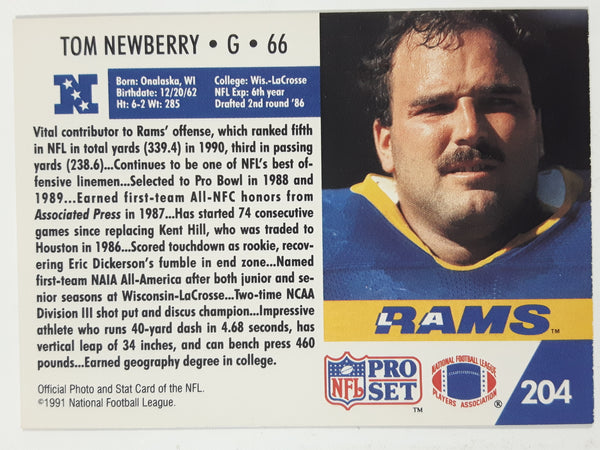 TOM NEWBERRY • G • 66
N
Born: Onalaska, WI
Birthdate: 12/20/62
Ht: 6-2 Wt: 285
College: Wis.-LaCrosse
NFL Exp: 6th year
Drafted 2nd round '86
Vital contributor to Rams' offense, which ranked fifth
in NFL in total yards (339.4) in 1990, third in passing
yards (238.6)...Continues to be one of NFL's best of-
fensive linemen...Selected to Pro Bowl in 1988 and
1989...Earned first-team All-NFC honors from
Associated Press in 1987...Has started 74 consecutive
games since replacing Kent Hill, who was traded to
Houston in 1986...Scored touchdown as rookie, recov-
ering Eric Dickerson's fumble in end zone...Named
first-team NAIA All-America after both junior and se-
nior seasons at Wisconsin-LaCrosse...Two-time NCAA
Division III shot put and discus champion...Impressive
athlete who runs 40-yard dash in 4.68 seconds, has
vertical leap of 34 inches, and can bench press 460
pounds...Earned geography degree in college.
Official Photo and Stat Card of the NFL.
©1991 National Football League.
LA RAMS™
NFL PRO SET™
NATIONAL FOOTBALL LEAGUE
PLAYERS ASSOCIATION ®
204